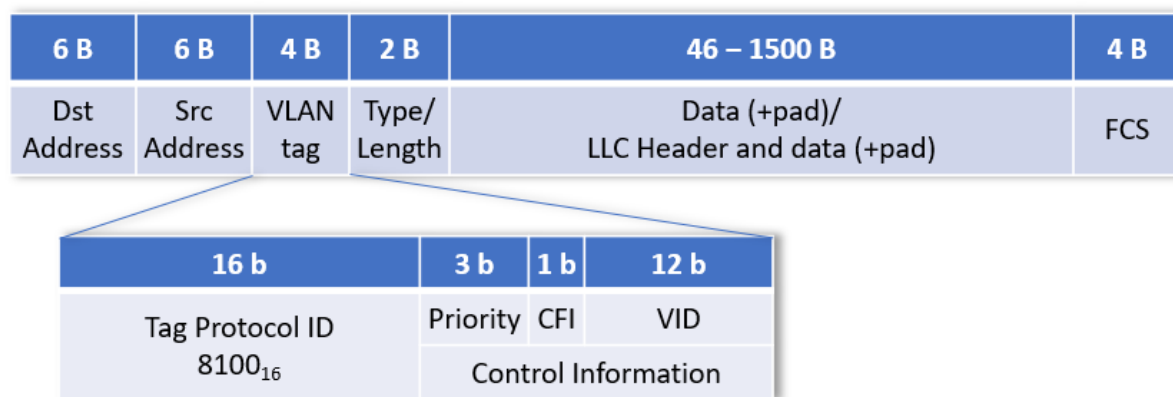 6 B 6 B 4 B 2 B 46 – 1500 B 4 B
Dst Address Src Address VLAN tag Type/ Length Data (+pad)/ LLC Header and data (+pad) FCS
16 b 3 b 1 b 12 b
Tag Protocol ID 8100₁₆ Priority CFI VID
Control Information